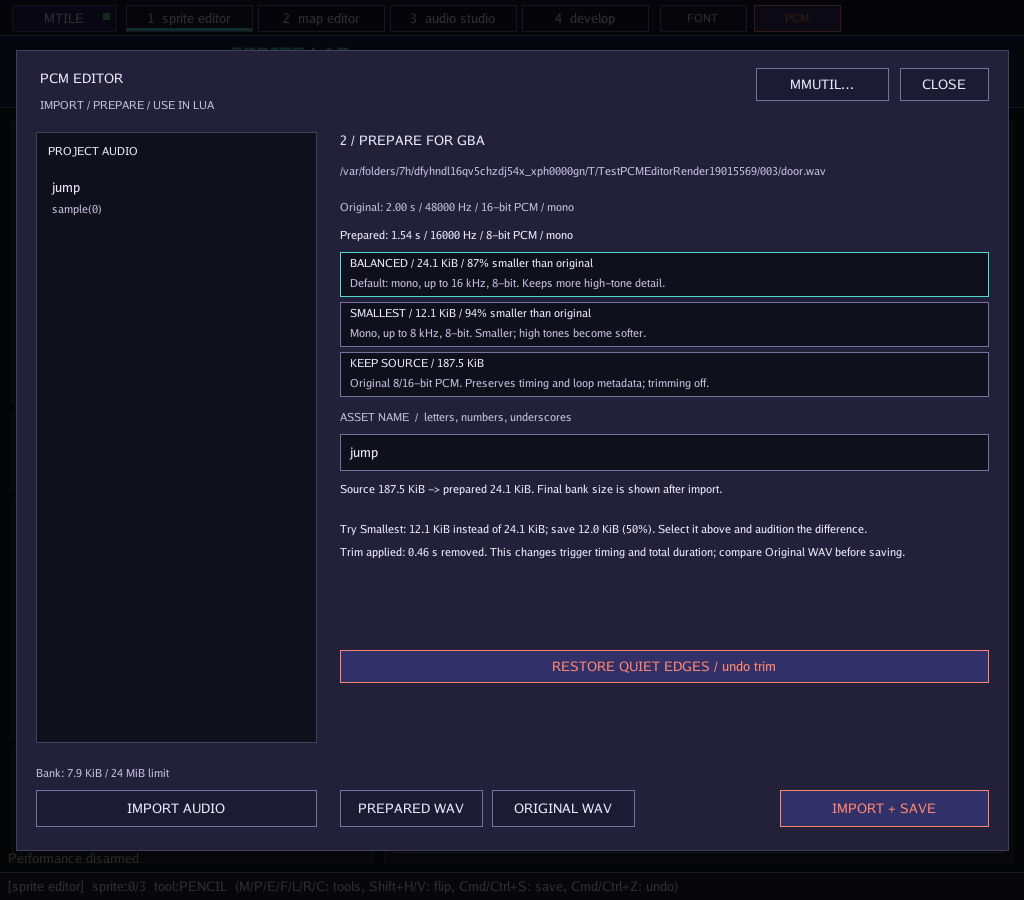 MTILE
1 sprite editor
2 map editor
3 audio studio
4 develop
FONT
PCM
PCM EDITOR
IMPORT / PREPARE / USE IN LUA
MMUTIL...
CLOSE
PROJECT AUDIO
jump
sample(0)
2 / PREPARE FOR GBA
/var/folders/7h/dfyhndl16qv5chzdj54x_xph0000gn/T/TestPCMEditorRender19015569/003/door.wav
Original: 2.00 s / 48000 Hz / 16-bit PCM / mono
Prepared: 1.54 s / 16000 Hz / 8-bit PCM / mono
BALANCED / 24.1 KiB / 87% smaller than original
Default: mono, up to 16 kHz, 8-bit. Keeps more high-tone detail.
SMALLEST / 12.1 KiB / 94% smaller than original
Mono, up to 8 kHz, 8-bit. Smaller; high tones become softer.
KEEP SOURCE / 187.5 KiB
Original 8/16-bit PCM. Preserves timing and loop metadata; trimming off.
ASSET NAME / letters, numbers, underscores
jump
Source 187.5 KiB -> prepared 24.1 KiB. Final bank size is shown after import.
Try Smallest: 12.1 KiB instead of 24.1 KiB; save 12.0 KiB (50%). Select it above and audition the difference.
Trim applied: 0.46 s removed. This changes trigger timing and total duration; compare Original WAV before saving.
RESTORE QUIET EDGES / undo trim
Bank: 7.9 KiB / 24 MiB limit
IMPORT AUDIO
PREPARED WAV
ORIGINAL WAV
IMPORT + SAVE
Performance disarmed
[sprite editor] sprite:0/3 tool:PENCIL (M/P/E/F/L/R/C: tools, Shift+H/V: flip, Cmd/Ctrl+S: save, Cmd/Ctrl+Z: undo)